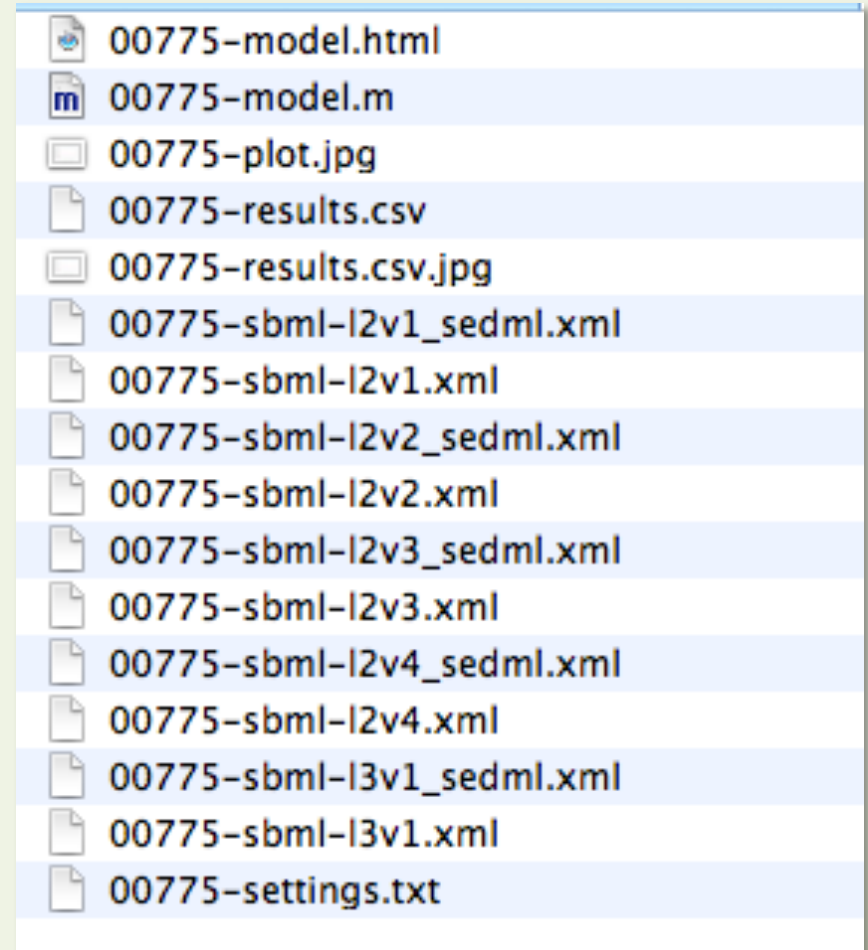 00775-model.html
m 00775-model.m
00775-plot.jpg
00775-results.csv
00775-results.csv.jpg
00775-sbml-l2v1_sedml.xml
00775-sbml-l2v1.xml
00775-sbml-l2v2_sedml.xml
00775-sbml-l2v2.xml
00775-sbml-l2v3_sedml.xml
00775-sbml-l2v3.xml
00775-sbml-l2v4_sedml.xml
00775-sbml-l2v4.xml
00775-sbml-l3v1_sedml.xml
00775-sbml-l3v1.xml
00775-settings.txt